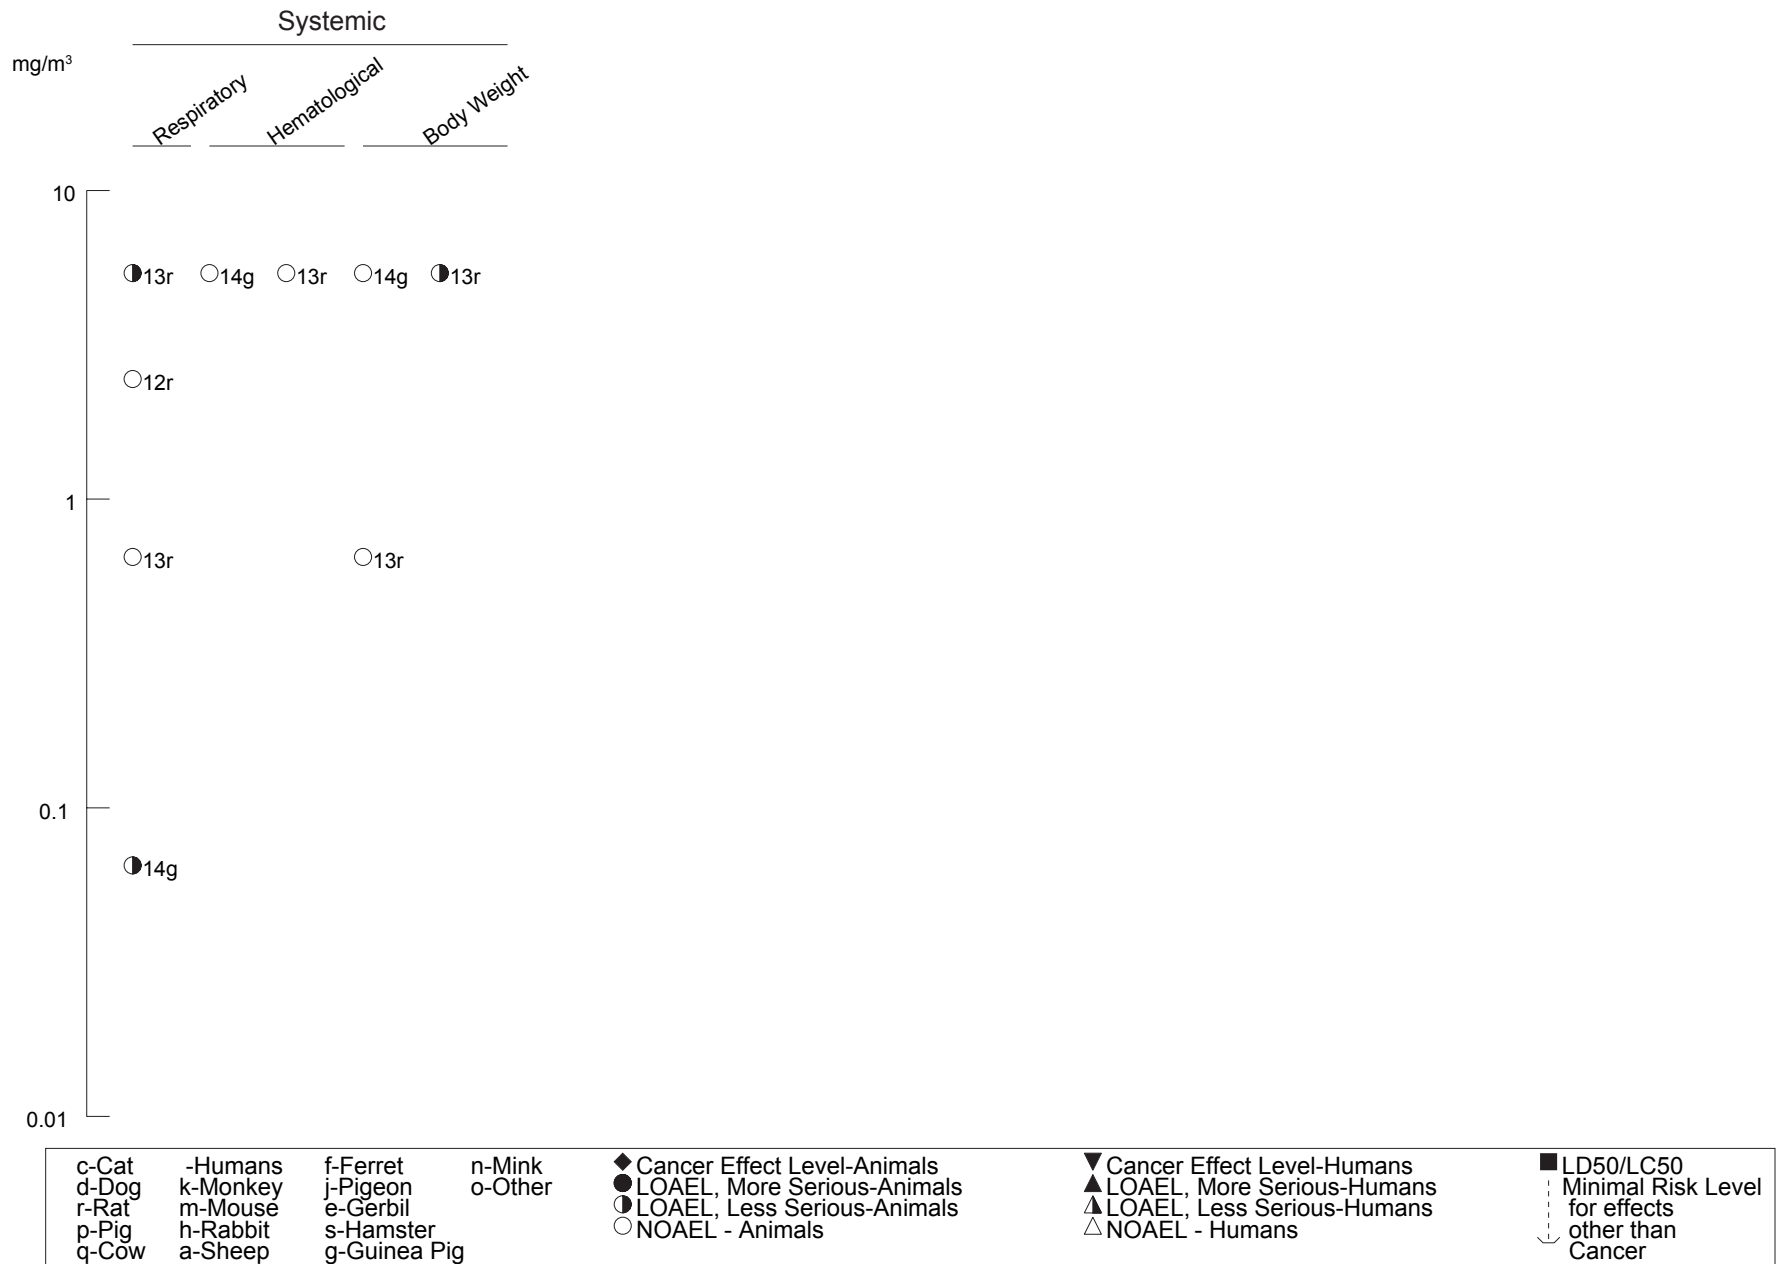 Systemic
mg/m³
Respiratory
Hematological
Body Weight
10
13r
14g
13r
14g
13r
12r
1
13r
13r
0.1
14g
0.01
c-Cat
d-Dog
r-Rat
p-Pig
q-Cow
-Humans
k-Monkey
m-Mouse
h-Rabbit
a-Sheep
f-Ferret
j-Pigeon
e-Gerbil
s-Hamster
g-Guinea Pig
n-Mink
o-Other
Cancer Effect Level-Animals
LOAEL, More Serious-Animals
LOAEL, Less Serious-Animals
NOAEL - Animals
Cancer Effect Level-Humans
LOAEL, More Serious-Humans
LOAEL, Less Serious-Humans
NOAEL - Humans
LD50/LC50
Minimal Risk Level
for effects
other than
Cancer